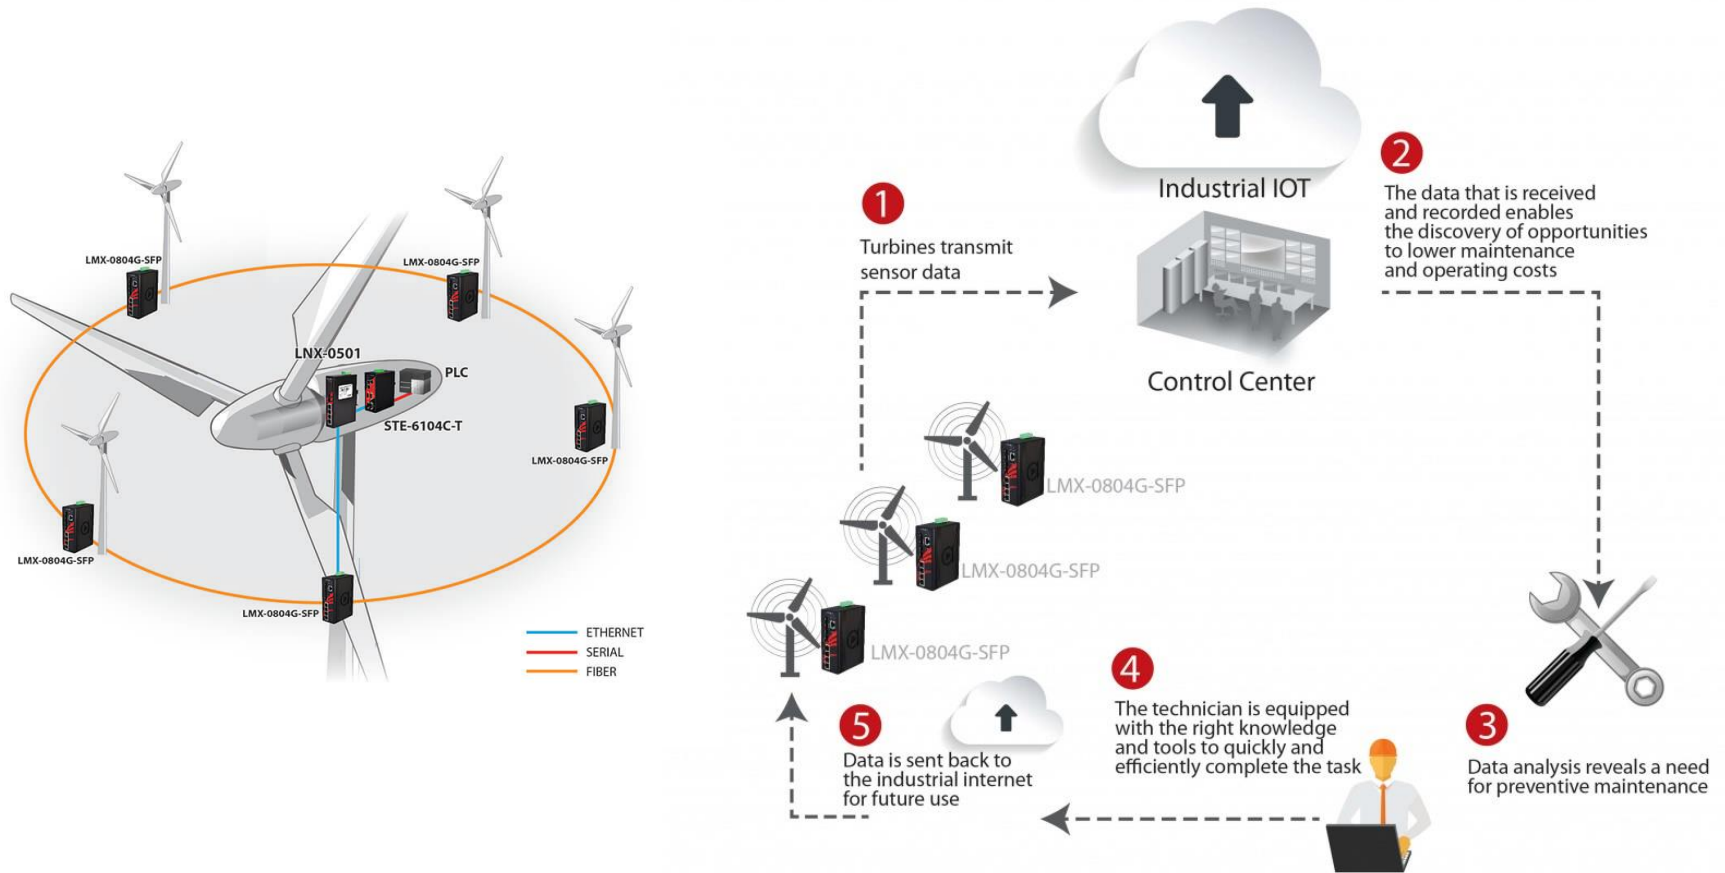 LMX-0804G-SFP
LMX-0804G-SFP
LNX-0501
PLC
STE-6104C-T
LMX-0804G-SFP
LMX-0804G-SFP
LMX-0804G-SFP
ETHERNET
SERIAL
FIBER
Industrial IOT
Control Center
1
Turbines transmit
sensor data
2
The data that is received
and recorded enables
the discovery of opportunities
to lower maintenance
and operating costs
LMX-0804G-SFP
LMX-0804G-SFP
LMX-0804G-SFP
3
Data analysis reveals a need
for preventive maintenance
4
The technician is equipped
with the right knowledge
and tools to quickly and
efficiently complete the task
5
Data is sent back to
the industrial internet
for future use